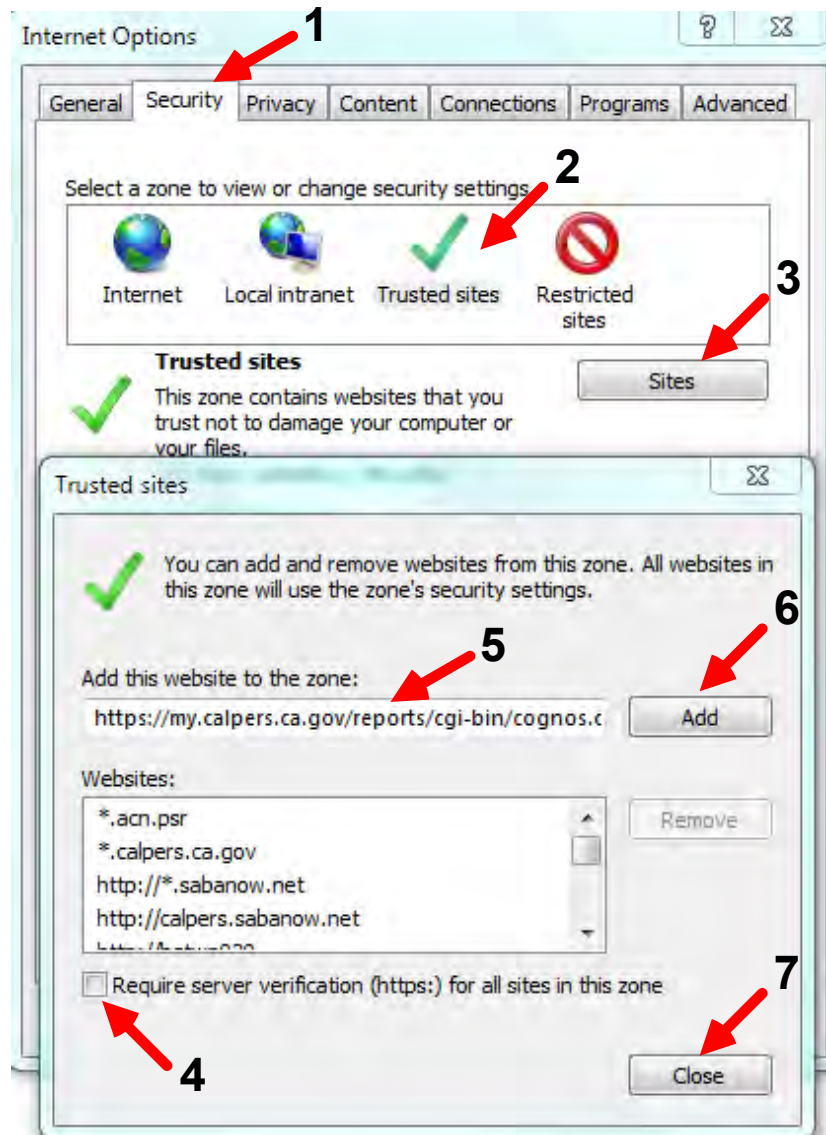 1
Internet Options
General Security Privacy Content Connections Programs Advanced
2
Select a zone to view or change security settings
3
Internet Local intranet Trusted sites Restricted
sites
Trusted sites
Sites
This zone contains websites that you
trust not to damage your computer or
your files.
Trusted sites
You can add and remove websites from this zone. All websites in
this zone will use the zone's security settings.
6
5
Add this website to the zone:
https://my.calpers.ca.gov/reports/cgi-bin/cognos.c
Add
Websites:
*.acn.psr
Remove
*.calpers.ca.gov
http://*.sabanow.net
http://calpers.sabanow.net
Require server verification (https:) for all sites in this zone
7
4
Close